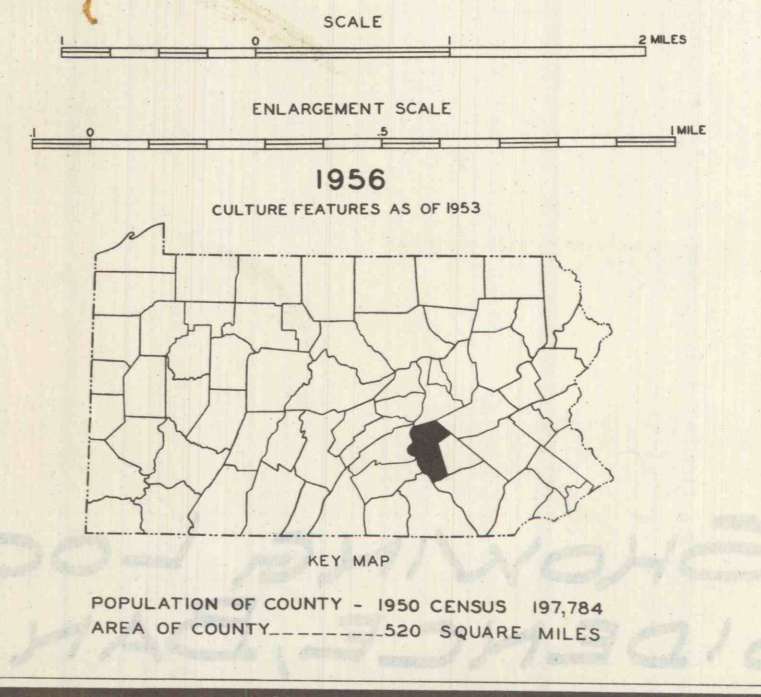 SCALE
1 0 1 2 MILES
ENLARGEMENT SCALE
.1 0 .5 1 MILE
1956
CULTURE FEATURES AS OF 1953
KEY MAP
POPULATION OF COUNTY - 1950 CENSUS 197,784
AREA OF COUNTY__________520 SQUARE MILES